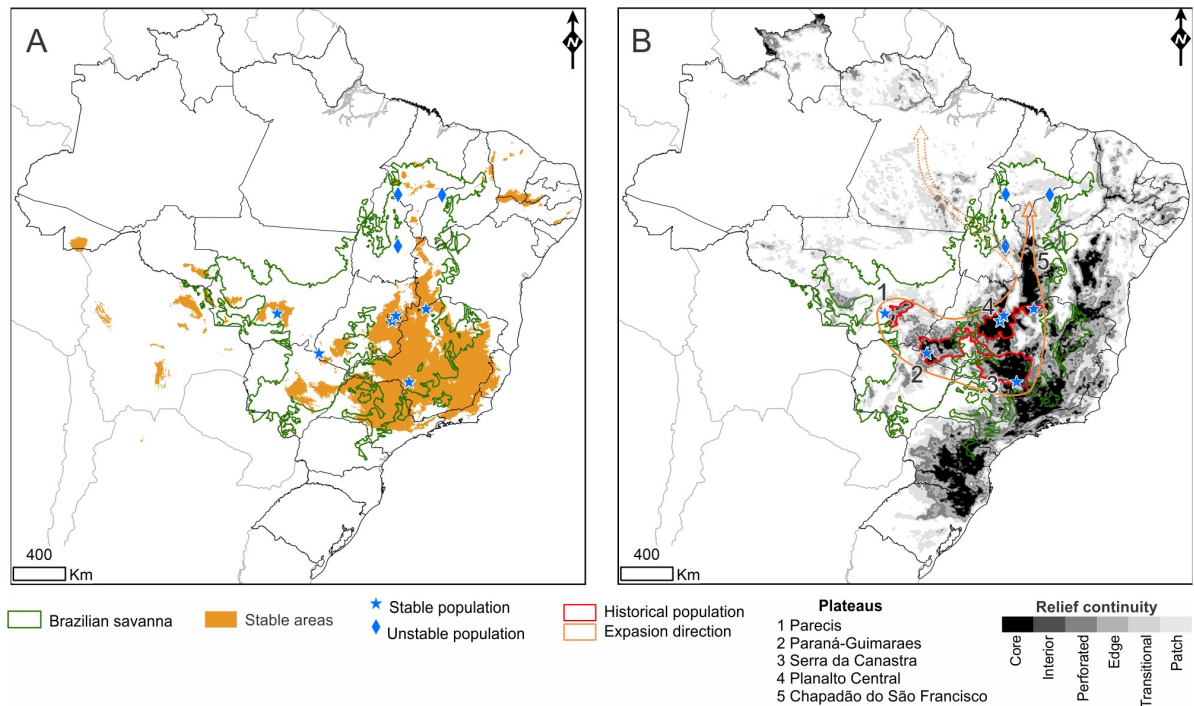 A
N
400
Km
B
N
1
2
3
4
5
400
Km
Brazilian savanna
Stable areas
Stable population
Unstable population
Historical population
Expasion direction
Plateaus
1 Parecis
2 Paraná-Guimaraes
3 Serra da Canastra
4 Planalto Central
5 Chapadão do São Francisco
Relief continuity
Core
Interior
Perforated
Edge
Transitional
Patch